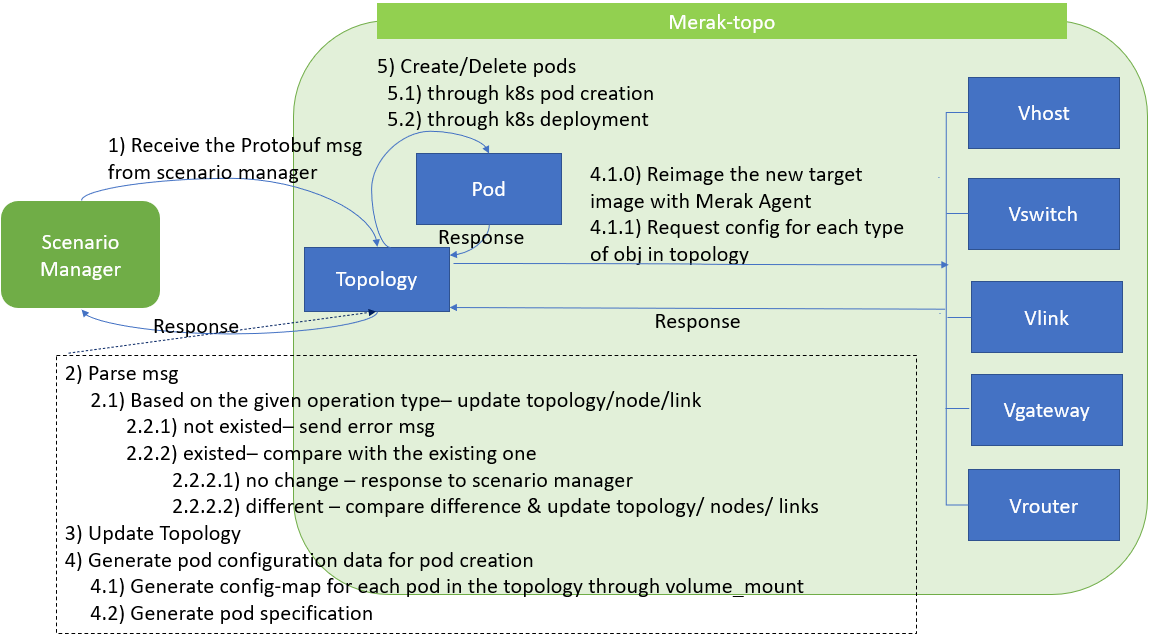 Merak-topo
5) Create/Delete pods
5.1) through k8s pod creation
5.2) through k8s deployment
Vhost
1) Receive the Protobuf msg
from scenario manager
Pod
4.1.0) Reimage the new target
image with Merak Agent
4.1.1) Request config for each type
of obj in topology
Vswitch
Scenario
Manager
Response
Topology
Response
Response
Vlink
Vgateway
Vrouter
2) Parse msg
2.1) Based on the given operation type– update topology/node/link
2.2.1) not existed– send error msg
2.2.2) existed– compare with the existing one
2.2.2.1) no change – response to scenario manager
2.2.2.2) different – compare difference & update topology/ nodes/ links
3) Update Topology
4) Generate pod configuration data for pod creation
4.1) Generate config-map for each pod in the topology through volume_mount
4.2) Generate pod specification